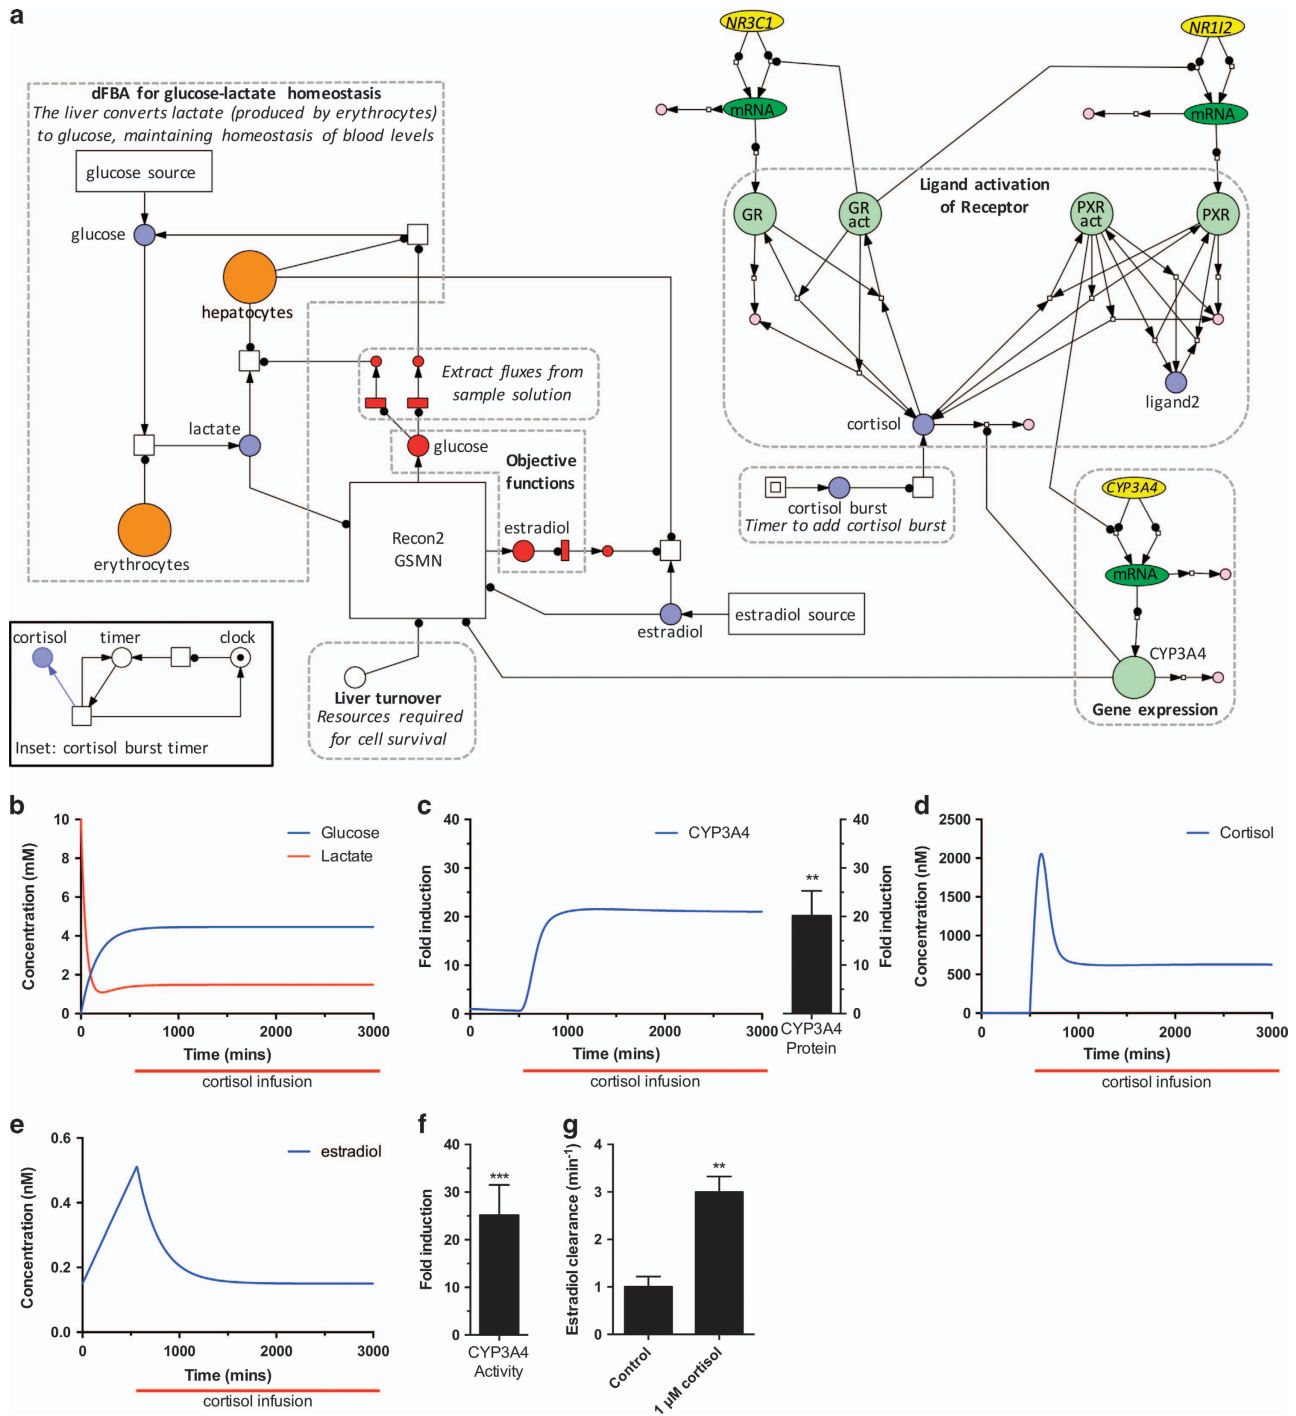 a
NR3C1
NR1I2
dFBA for glucose-lactate homeostasis
The liver converts lactate (produced by erythrocytes)
to glucose, maintaining homeostasis of blood levels
mRNA
mRNA
glucose source
Ligand activation
of Receptor
GR
GR
act
PXR
act
PXR
glucose
hepatocytes
Extract fluxes from
sample solution
ligand2
lactate
glucose
cortisol
Objective
functions
cortisol burst
Timer to add cortisol burst
CYP3A4
estradiol
Recon2
GSMN
erythrocytes
mRNA
estradiol source
estradiol
cortisol
timer
clock
CYP3A4
Liver turnover
Resources required
for cell survival
Gene expression
Inset: cortisol burst timer
b
Concentration (mM)
10
8
6
4
2
0
Glucose
Lactate
0
1000
2000
3000
Time (mins)
cortisol infusion
c
Fold induction
40
30
20
10
0
CYP3A4
0
1000
2000
3000
Time (mins)
cortisol infusion
40
30
20
10
0
Fold induction
**
CYP3A4
Protein
d
Concentration (nM)
2500
2000
1500
1000
500
0
Cortisol
0
1000
2000
3000
Time (mins)
cortisol infusion
e
Concentration (nM)
0.6
0.4
0.2
0.0
estradiol
0
1000
2000
3000
Time (mins)
cortisol infusion
f
Fold induction
40
30
20
10
0
***
CYP3A4
Activity
g
Estradiol clearance (min-1)
4
3
2
1
0
**
Control
1 µM cortisol